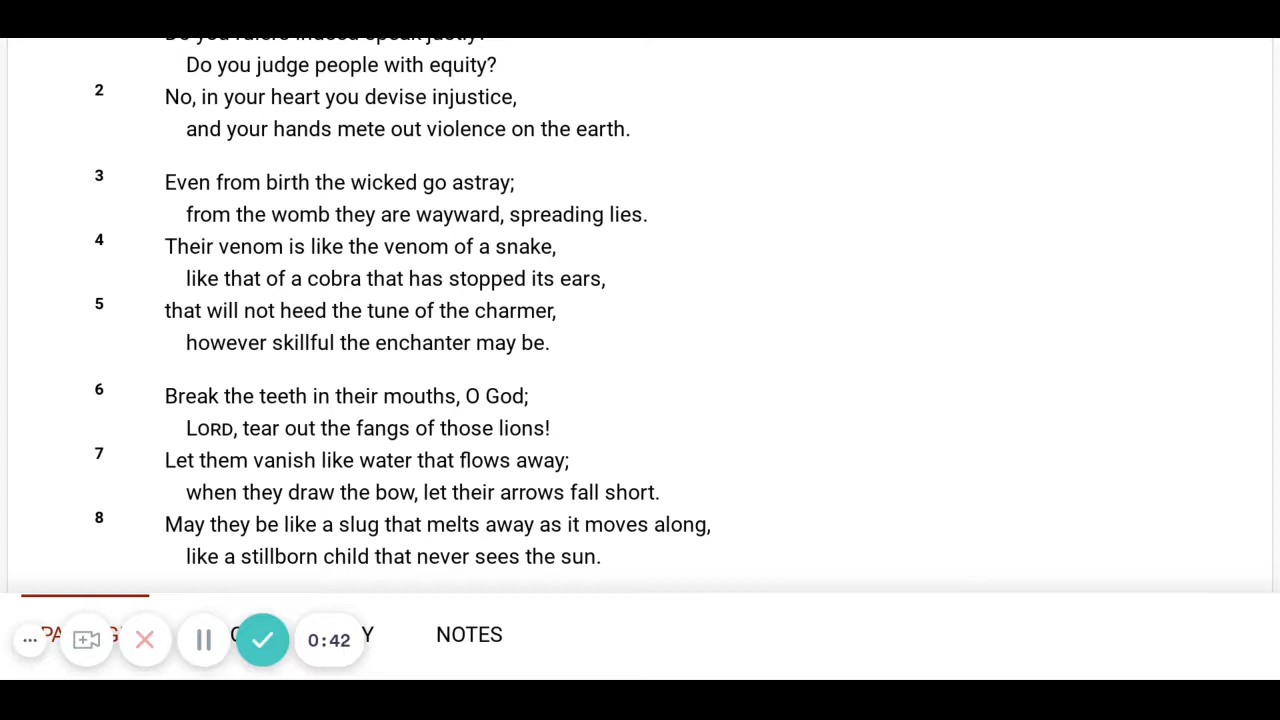 Do you rulers indeed speak justly?
Do you judge people with equity?
2 No, in your heart you devise injustice,
and your hands mete out violence on the earth.
3 Even from birth the wicked go astray;
from the womb they are wayward, spreading lies.
4 Their venom is like the venom of a snake,
like that of a cobra that has stopped its ears,
5 that will not heed the tune of the charmer,
however skillful the enchanter may be.
6 Break the teeth in their mouths, O God;
LORD, tear out the fangs of those lions!
7 Let them vanish like water that flows away;
when they draw the bow, let their arrows fall short.
8 May they be like a slug that melts away as it moves along,
like a stillborn child that never sees the sun.
0:42 NOTES